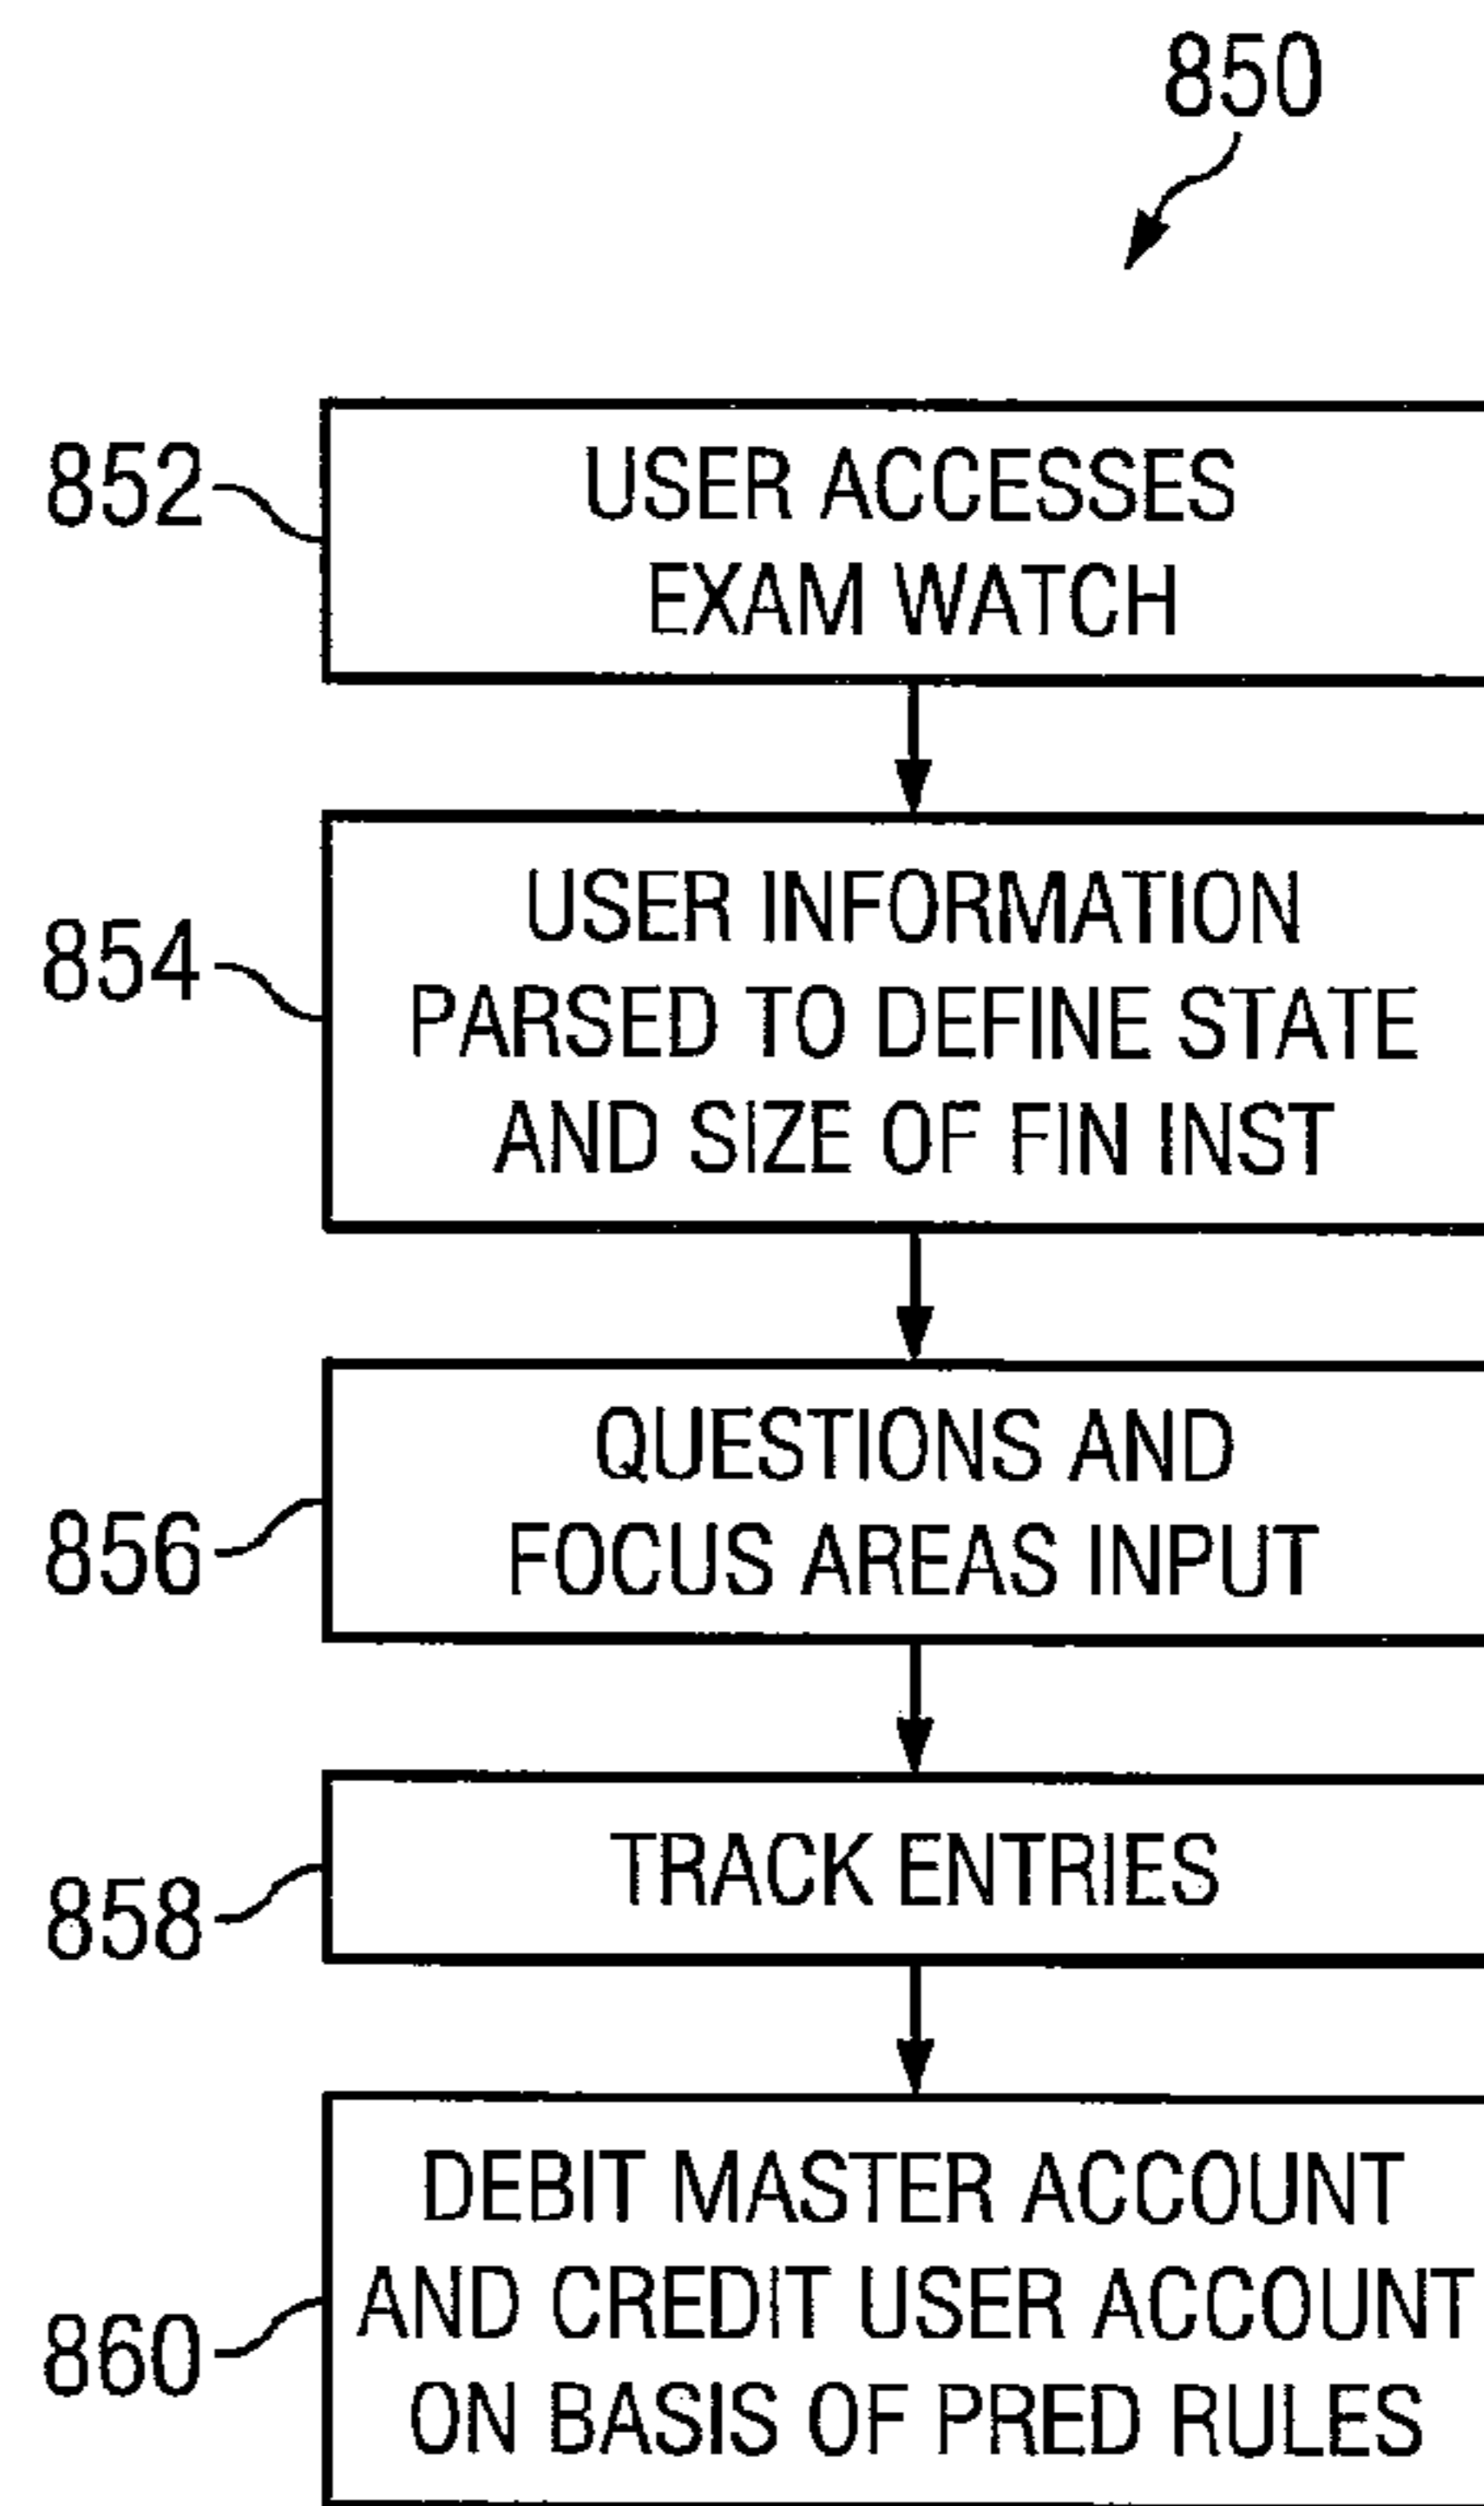 850
852
USER ACCESSES
EXAM WATCH
854
USER INFORMATION
PARSED TO DEFINE STATE
AND SIZE OF FIN INST
856
QUESTIONS AND
FOCUS AREAS INPUT
858
TRACK ENTRIES
860
DEBIT MASTER ACCOUNT
AND CREDIT USER ACCOUNT
ON BASIS OF PRED RULES